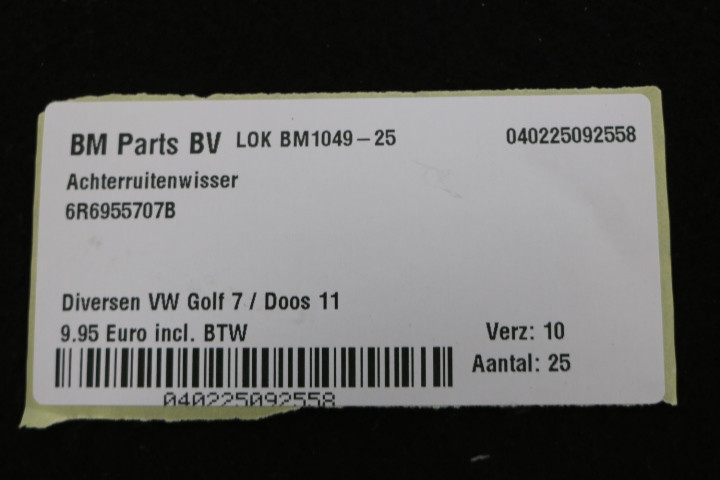 BM Parts BV LOK BM1049-25 040225092558
Achterruitenwisser
6R6955707B
Diversen VW Golf 7 / Doos 11
9.95 Euro incl. BTW Verz: 10
Aantal: 25
040225092558